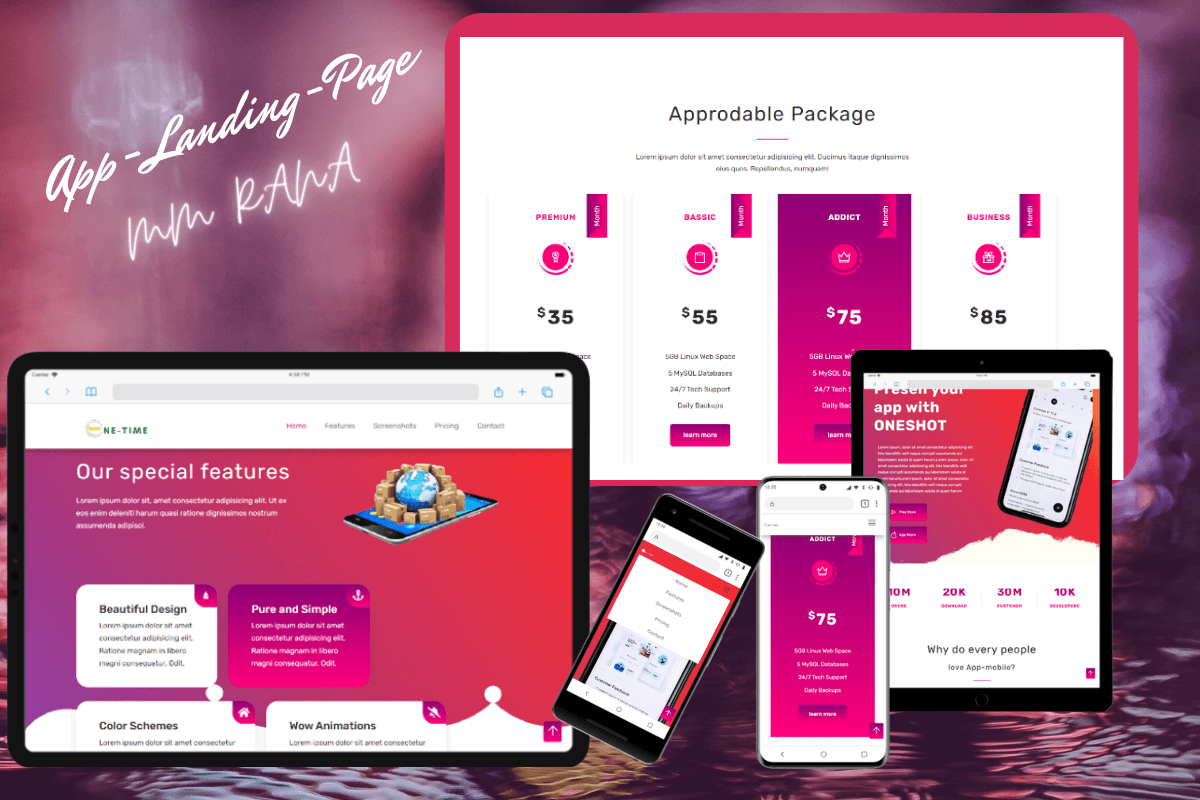 App-Landing-Page
MM RANA
Approdable Package
Lorem ipsum dolor sit amet consectetur adipisicing elit. Ducimus itaque dignissimos
eius quos. Repellendus, numquam!
PREMIUM
Month
$35
BASSIC
Month
$55
5GB Linux Web Space
5 MySQL Databases
24/7 Tech Support
Daily Backups
learn more
ADDICT
Month
$75
5GB Linux
5 MySQL
24/7 Tech
Daily
learn
BUSINESS
Month
$85
4:58 PM
NE-TIME
Home
Features
Screenshots
Pricing
Contact
Our special features
Lorem ipsum dolor sit, amet consectetur adipisicing elit. Ut ex
eos enim deleniti harum quasi ratione dignissimos nostrum
assumenda adipisci.
Beautiful Design
Lorem ipsum dolor sit amet
consectetur adipisicing elit.
Ratione magnam in libero
magni consequatur. Odit,
Pure and Simple
Lorem ipsum dolor sit amet
consectetur adipisicing elit.
Ratione magnam in libero
magni consequatur. Odit,
Color Schemes
Lorem ipsum dolor sit amet consectetur
Wow Animations
Lorem ipsum dolor sit amet consectetur
Home
Features
Screenshots
Pricing
Contact
Customer Feedback
ADDICT
$75
5GB Linux Web Space
5 MySQL Databases
24/7 Tech Support
Daily Backups
learn more
Presen your
app with
ONESHOT
Play Store
App Store
10M
USERS
20K
DOWNLOAD
30M
CUSTOMER
10K
DEVELOPERS
Why do every people
love App-mobile?